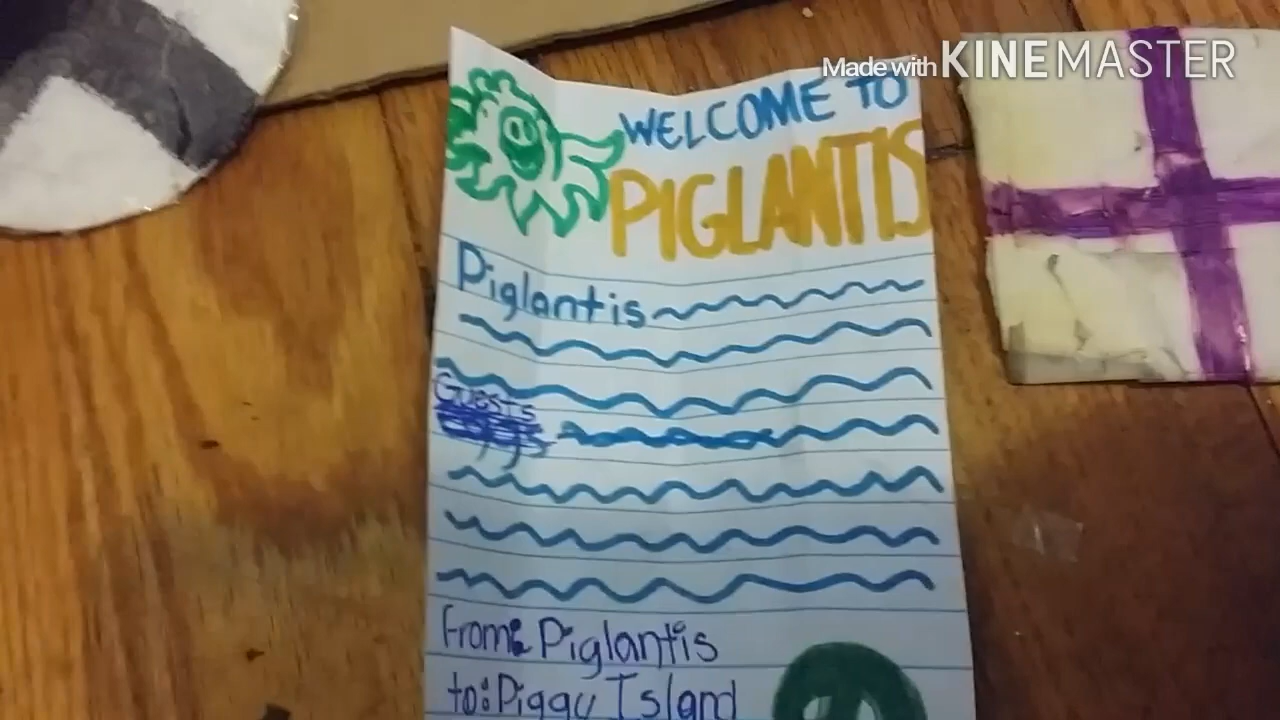 Made with KINEMASTER
WELCOME TO
PIGLANTIS
Piglantis
Guests
From: Piglantis
to: Piggy Island